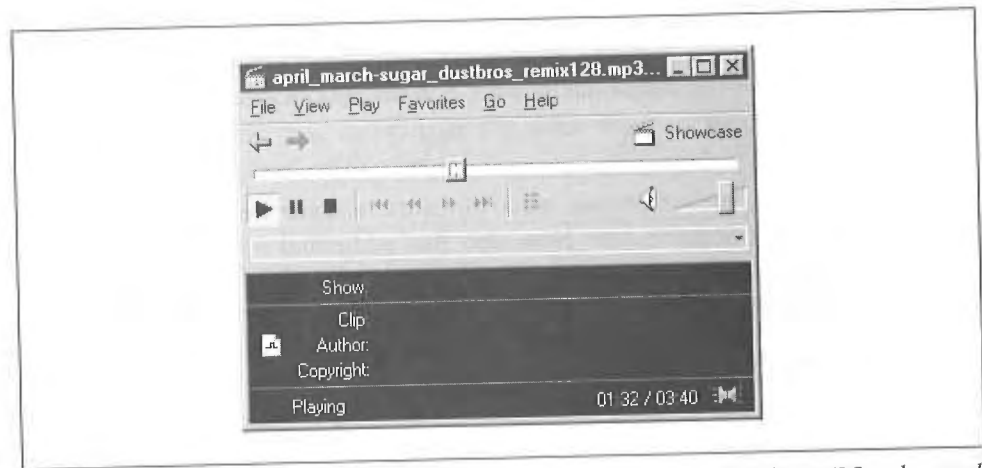 april_march-sugar_dustbros_remix128.mp3...
File View Play Favorites Go Help
Showcase
Show
Clip
Author:
Copyright:
Playing 01:32 / 03:40